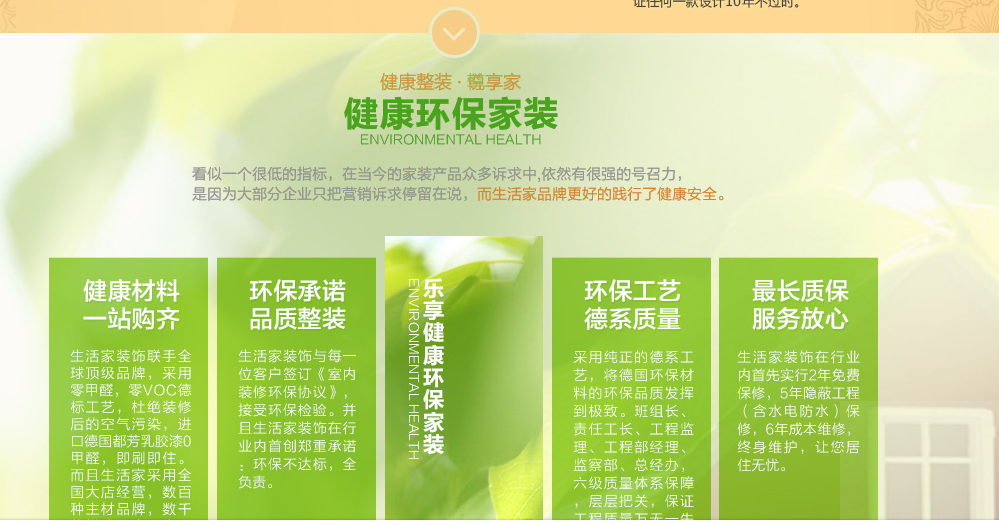 证任何一款设计10年不过时。
健康整装·尊享家
健康环保家装
ENVIRONMENTAL HEALTH
看似一个很低的指标，在当今的家装产品众多诉求中,依然有很强的号召力，
是因为大部分企业只把营销诉求停留在说，而生活家品牌更好的践行了健康安全。
健康材料
一站购齐
生活家装饰联手全
球顶级品牌，采用
零甲醛，零VOC德
标工艺，杜绝装修
后的空气污染，进
口德国都芳乳胶漆0
甲醛，即刷即住。
而且生活家采用全
国大店经营，数百
种主材品牌，数千
环保承诺
品质整装
生活家装饰与每一
位客户签订《室内
装修环保协议》，
接受环保检验。并
且生活家装饰在行
业内首创郑重承诺
：环保不达标，全
负责。
乐享健康环保家装
ENVIRONMENTAL HEALTH
环保工艺
德系质量
采用纯正的德系工
艺，将德国环保材
料的环保品质发挥
到极致。班组长、
责任工长、工程监
理、工程部经理、
监察部、总经办，
六级质量体系保障
，层层把关，保证
工程质量万无一失
最长质保
服务放心
生活家装饰在行业
内首先实行2年免费
保修，5年隐蔽工程
（含水电防水）保
修，6年成本维修，
终身维护，让您居
住无忧。